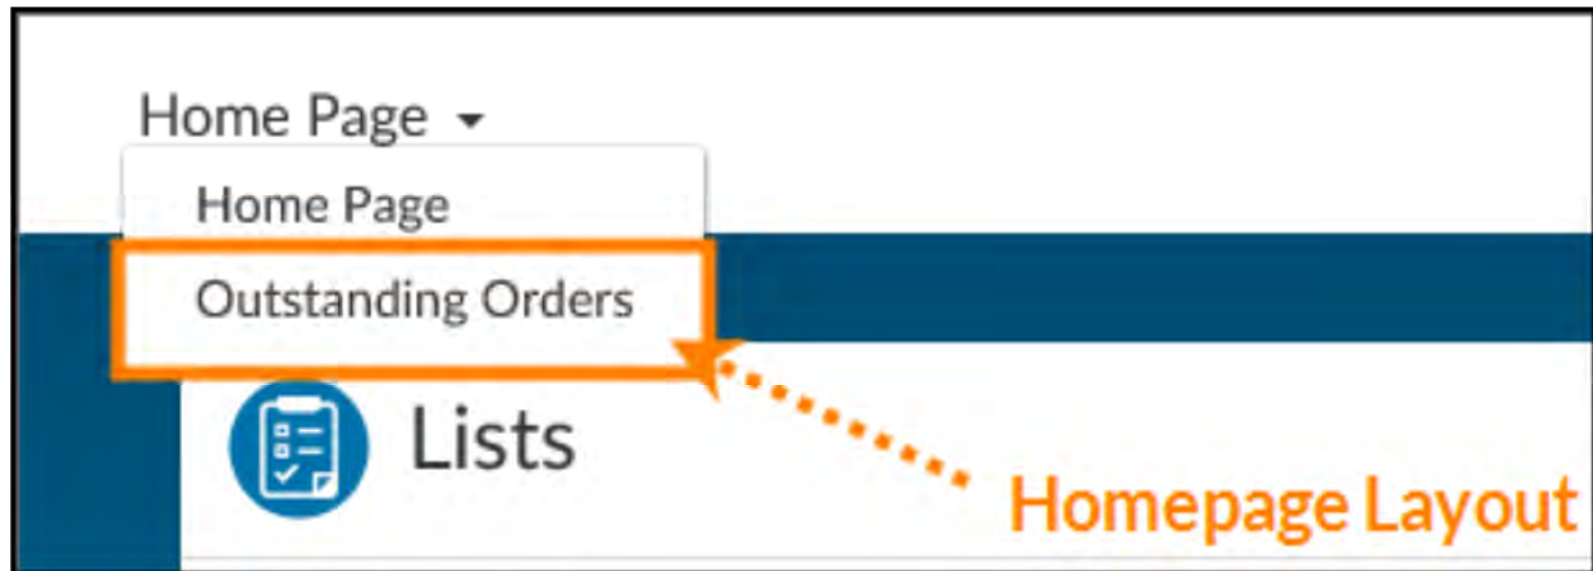 Home Page
Home Page
Outstanding Orders
Lists
Homepage Layout